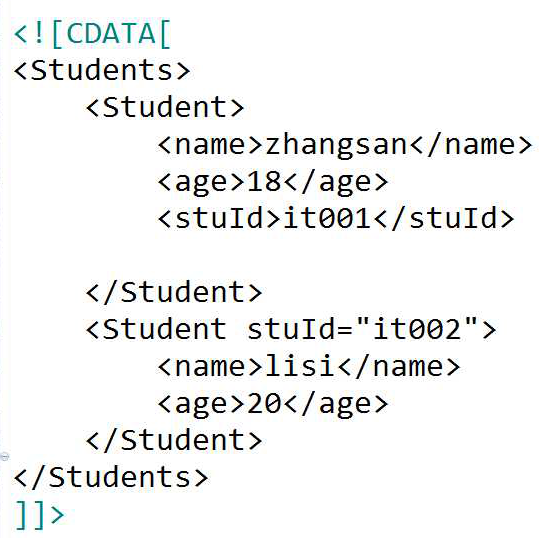 <![CDATA[
<Students>
    <Student>
        <name>zhangsan</name>
        <age>18</age>
        <stuId>it001</stuId>

    </Student>
    <Student stuId="it002">
        <name>lisi</name>
        <age>20</age>
    </Student>
</Students>
]]>